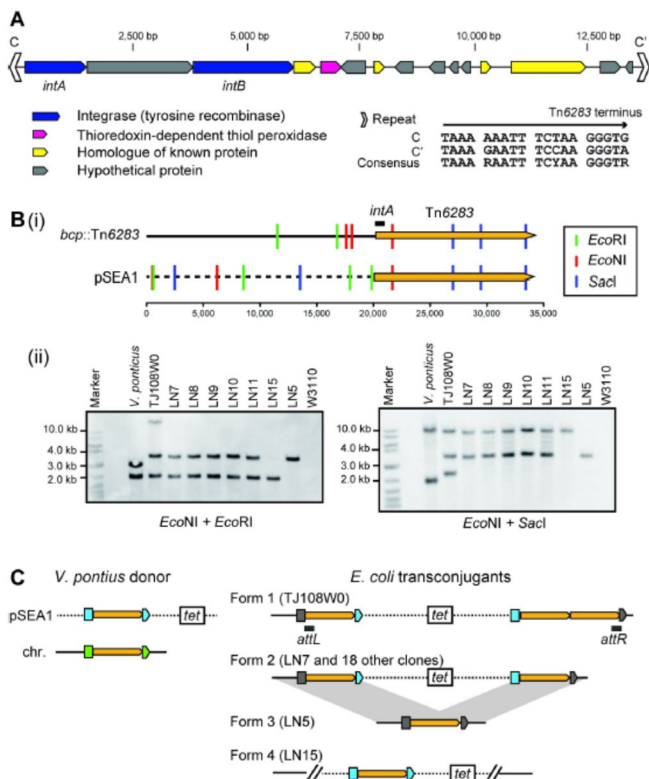 A
C 2,500 bp 5,000 bp 7,500 bp 10,000 bp 12,500 bp C'
intA intB
Integrase (tyrosine recombinase)
Thioredoxin-dependent thiol peroxidase
Homologue of known protein
Hypothetical protein
Repeat Tn6283 terminus
C TAAA AAATT TCTAAG GGGTG
C' TAAA GAATT TCCAAG GGGTA
Consensus TAAA RAATT TCYAAG GGGTR
B (i)
intA Tn6283
bcp::Tn6283
pSEA1
EcoRI
EcoNI
SacI
0 5,000 10,000 15,000 20,000 25,000 30,000 35,000
(ii)
Marker V. ponticus TJ108W0 LN7 LN8 LN9 LN10 LN11 LN15 LN5 W3110
10.0 kb
4.0 kb
3.0 kb
2.0 kb
EcoNI + EcoRI
Marker V. ponticus TJ108W0 LN7 LN8 LN9 LN10 LN11 LN15 LN5 W3110
10.0 kb
4.0 kb
3.0 kb
2.0 kb
EcoNI + SacI
C
V. pontius donor
pSEA1 tet
chr.
E. coli transconjugants
Form 1 (TJ108W0)
tet
attL attR
Form 2 (LN7 and 18 other clones)
tet
Form 3 (LN5)
Form 4 (LN15)
tet